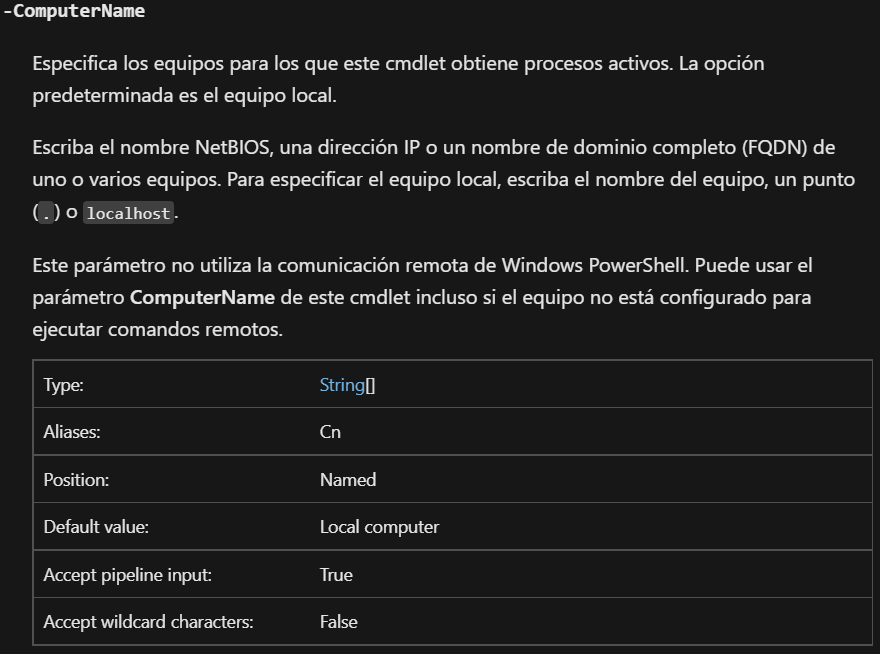 -ComputerName
Especifica los equipos para los que este cmdlet obtiene procesos activos. La opción
predeterminada es el equipo local.
Escriba el nombre NetBIOS, una dirección IP o un nombre de dominio completo (FQDN) de
uno o varios equipos. Para especificar el equipo local, escriba el nombre del equipo, un punto
(.) o localhost.
Este parámetro no utiliza la comunicación remota de Windows PowerShell. Puede usar el
parámetro ComputerName de este cmdlet incluso si el equipo no está configurado para
ejecutar comandos remotos.
Type: String[]
Aliases: Cn
Position: Named
Default value: Local computer
Accept pipeline input: True
Accept wildcard characters: False